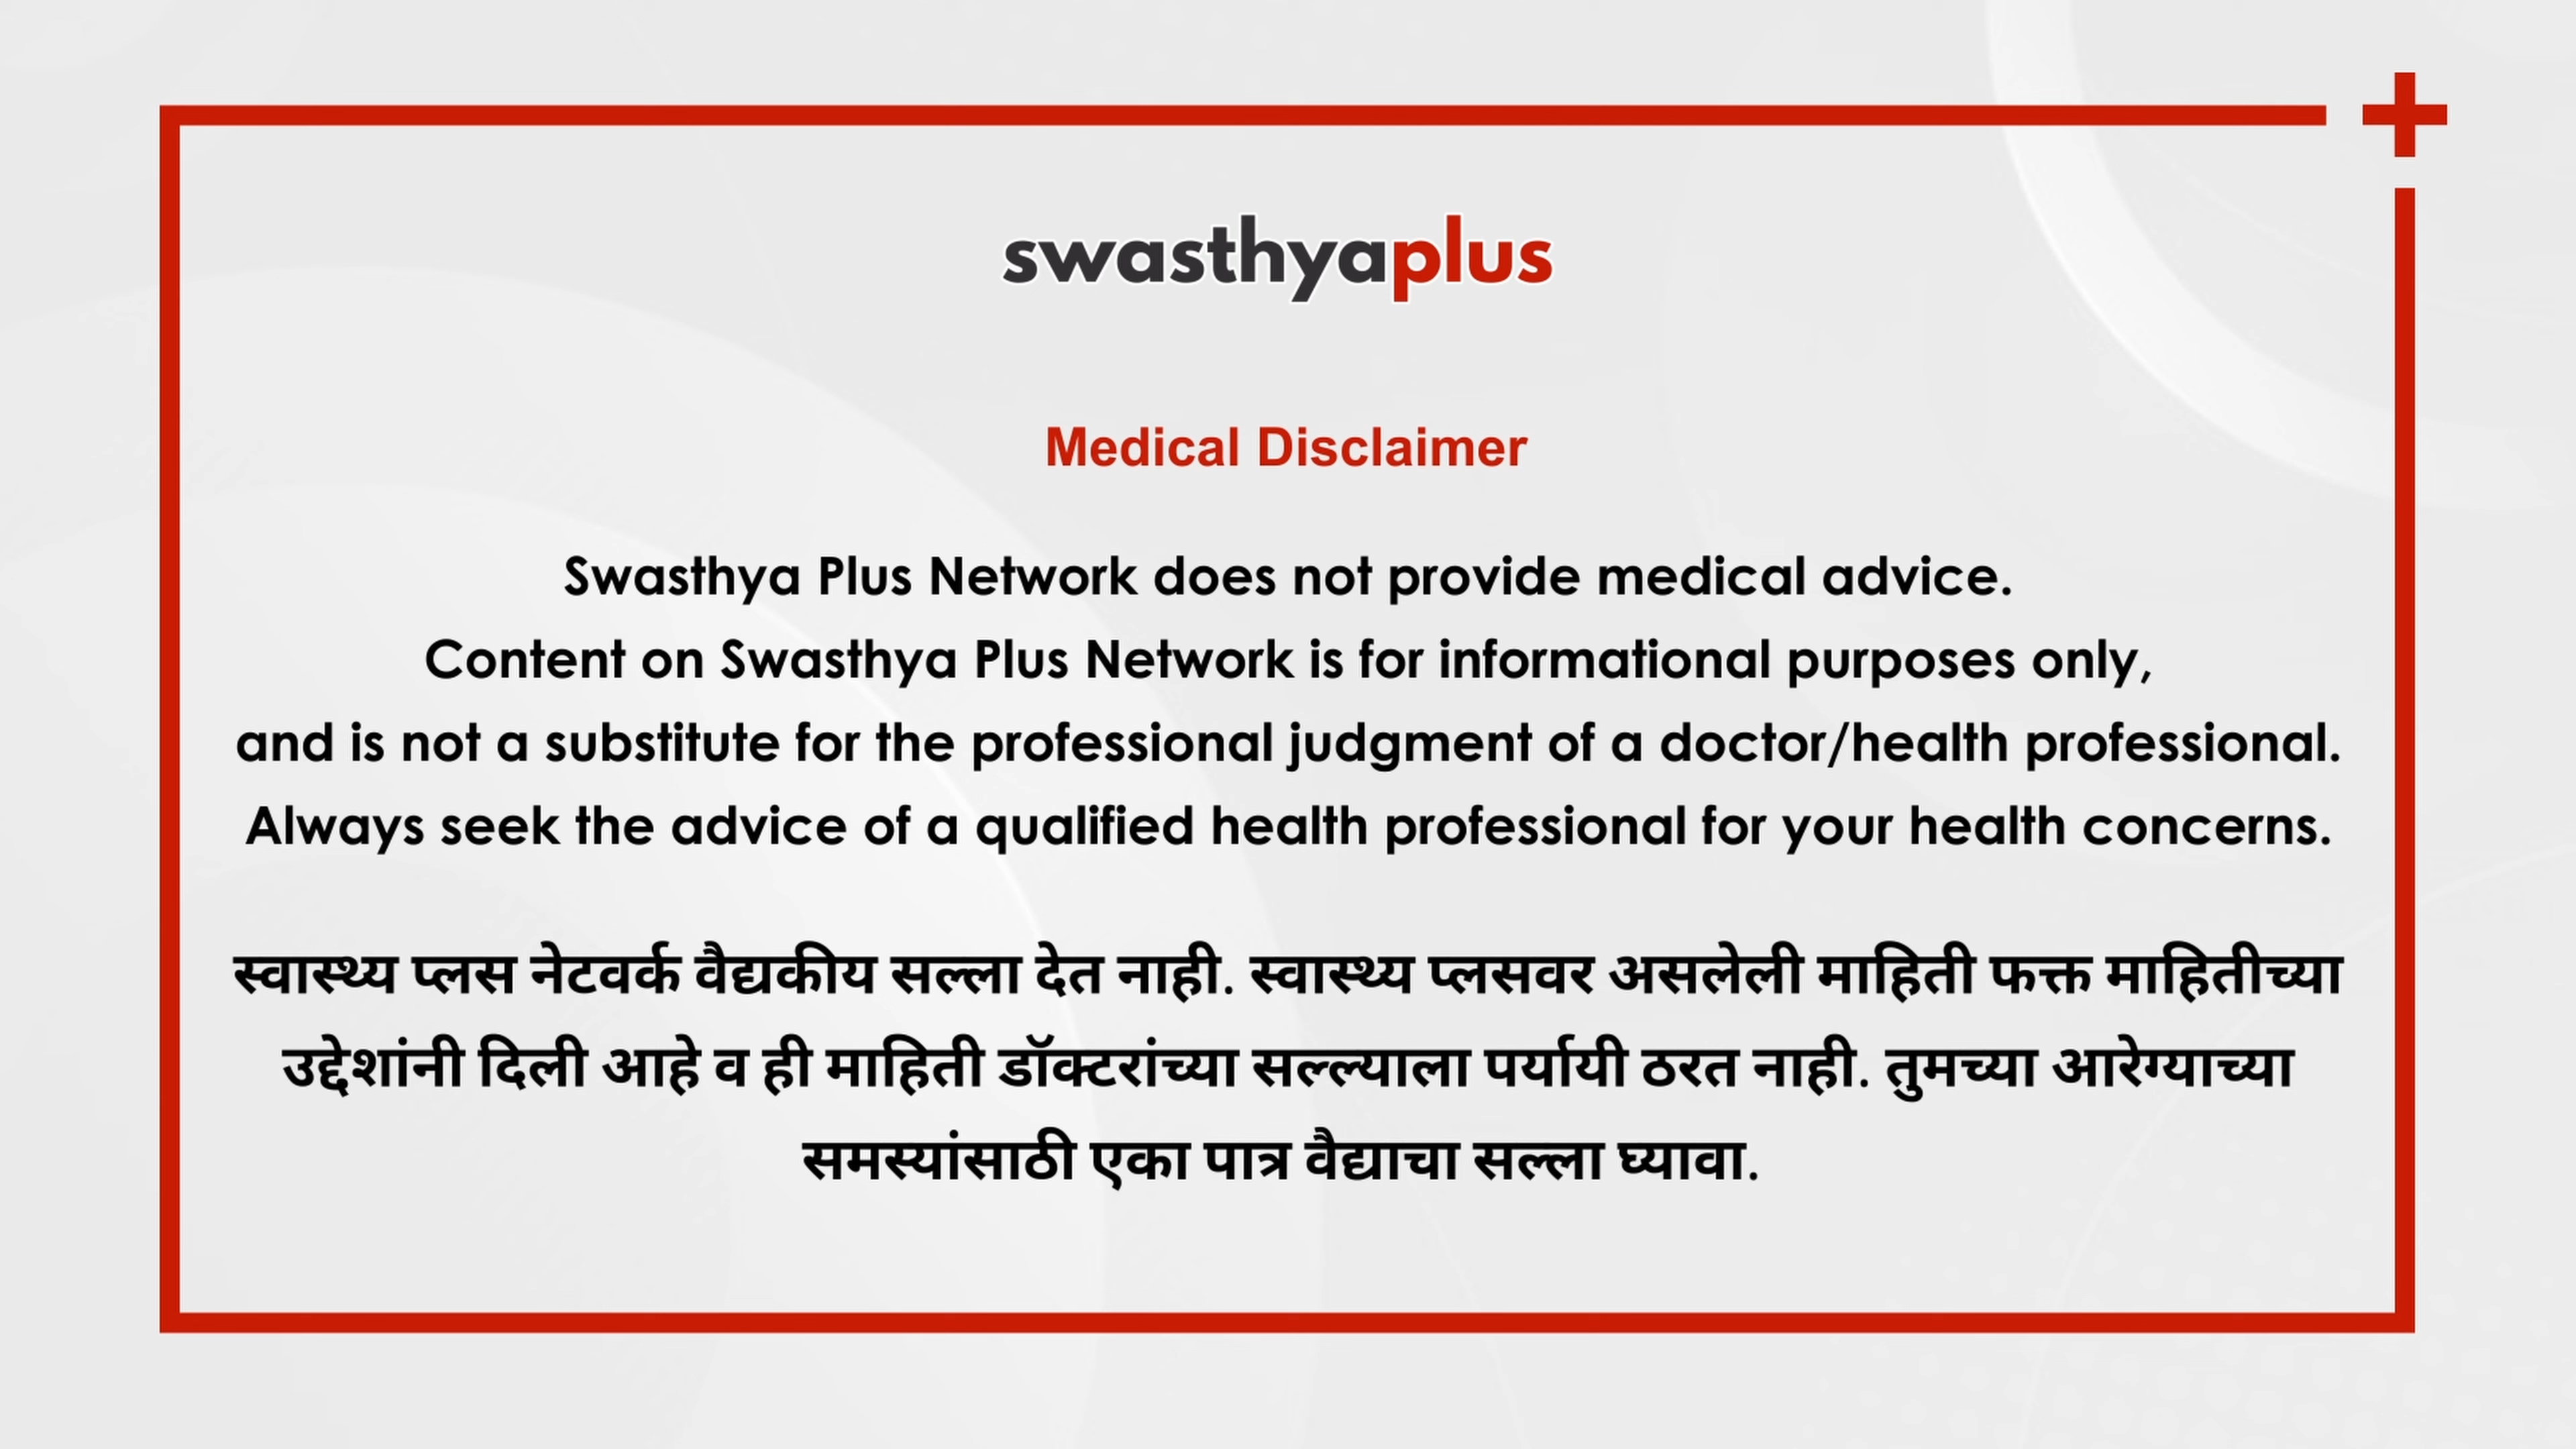 swasthyaplus
Medical Disclaimer
Swasthya Plus Network does not provide medical advice.
Content on Swasthya Plus Network is for informational purposes only,
and is not a substitute for the professional judgment of a doctor/health professional.
Always seek the advice of a qualified health professional for your health concerns.
स्वास्थ्य प्लस नेटवर्क वैद्यकीय सल्ला देत नाही. स्वास्थ्य प्लसवर असलेली माहिती फक्त माहितीच्या
उद्देशांनी दिली आहे व ही माहिती डॉक्टरांच्या सल्ल्याला पर्यायी ठरत नाही. तुमच्या आरेग्याच्या
समस्यांसाठी एका पात्र वैद्याचा सल्ला घ्यावा.